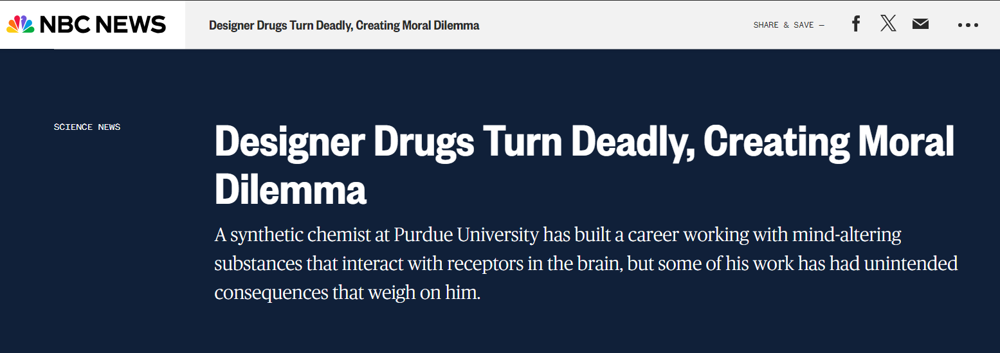 NBC NEWS
Designer Drugs Turn Deadly, Creating Moral Dilemma
SHARE & SAVE —
SCIENCE NEWS
Designer Drugs Turn Deadly, Creating Moral
Dilemma
A synthetic chemist at Purdue University has built a career working with mind-altering
substances that interact with receptors in the brain, but some of his work has had unintended
consequences that weigh on him.